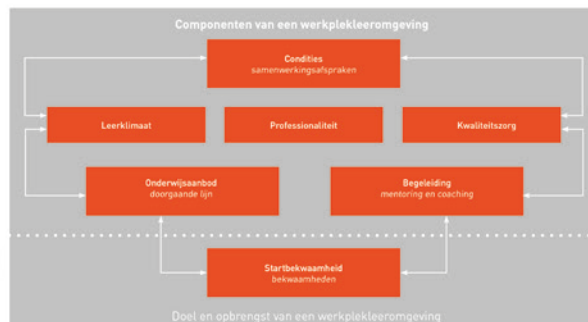 Componenten van een werkplekleeromgeving
Condities
samenwerkingsafspraken
Leerklimaat
Professionaliteit
Kwaliteitszorg
Onderwijsaanbod
doorgaande lijn
Begeleiding
mentoring en coaching
Startbekwaamheid
bekwaamheden
Doel en opbrengst van een werkplekleeromgeving